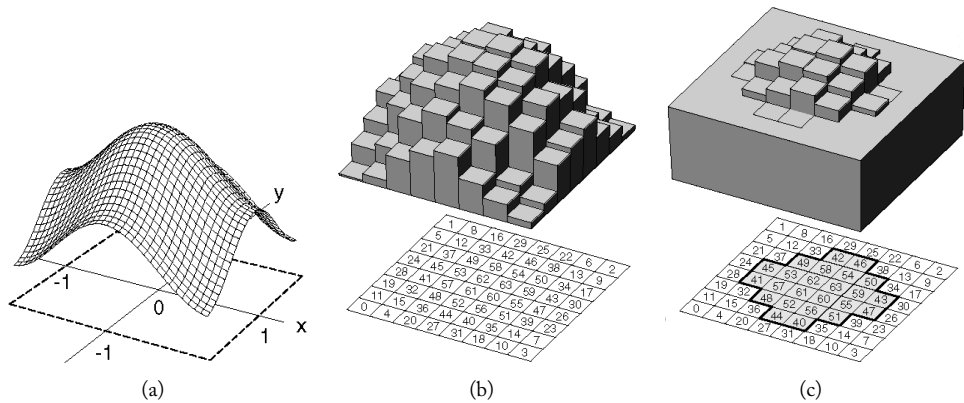 y
-1
0
1
x
-1
(a)
1 8 16 29 25 22 6 2
5 12 33 42 46 38 13 9
21 37 49 58 54 50 34 17
24 45 53 62 63 59 43 30
28 41 57 61 60 55 47 26
19 32 48 52 56 51 39 23
11 15 36 44 40 35 14 7
0 4 20 27 31 18 10 3
(b)
1 8 16 29 25 22 6 2
5 12 33 42 46 38 13 9
21 37 49 58 54 50 34 17
24 45 53 62 63 59 43 30
28 41 57 61 60 55 47 26
19 32 48 52 56 51 39 23
11 15 36 44 40 35 14 7
0 4 20 27 31 18 10 3
(c)